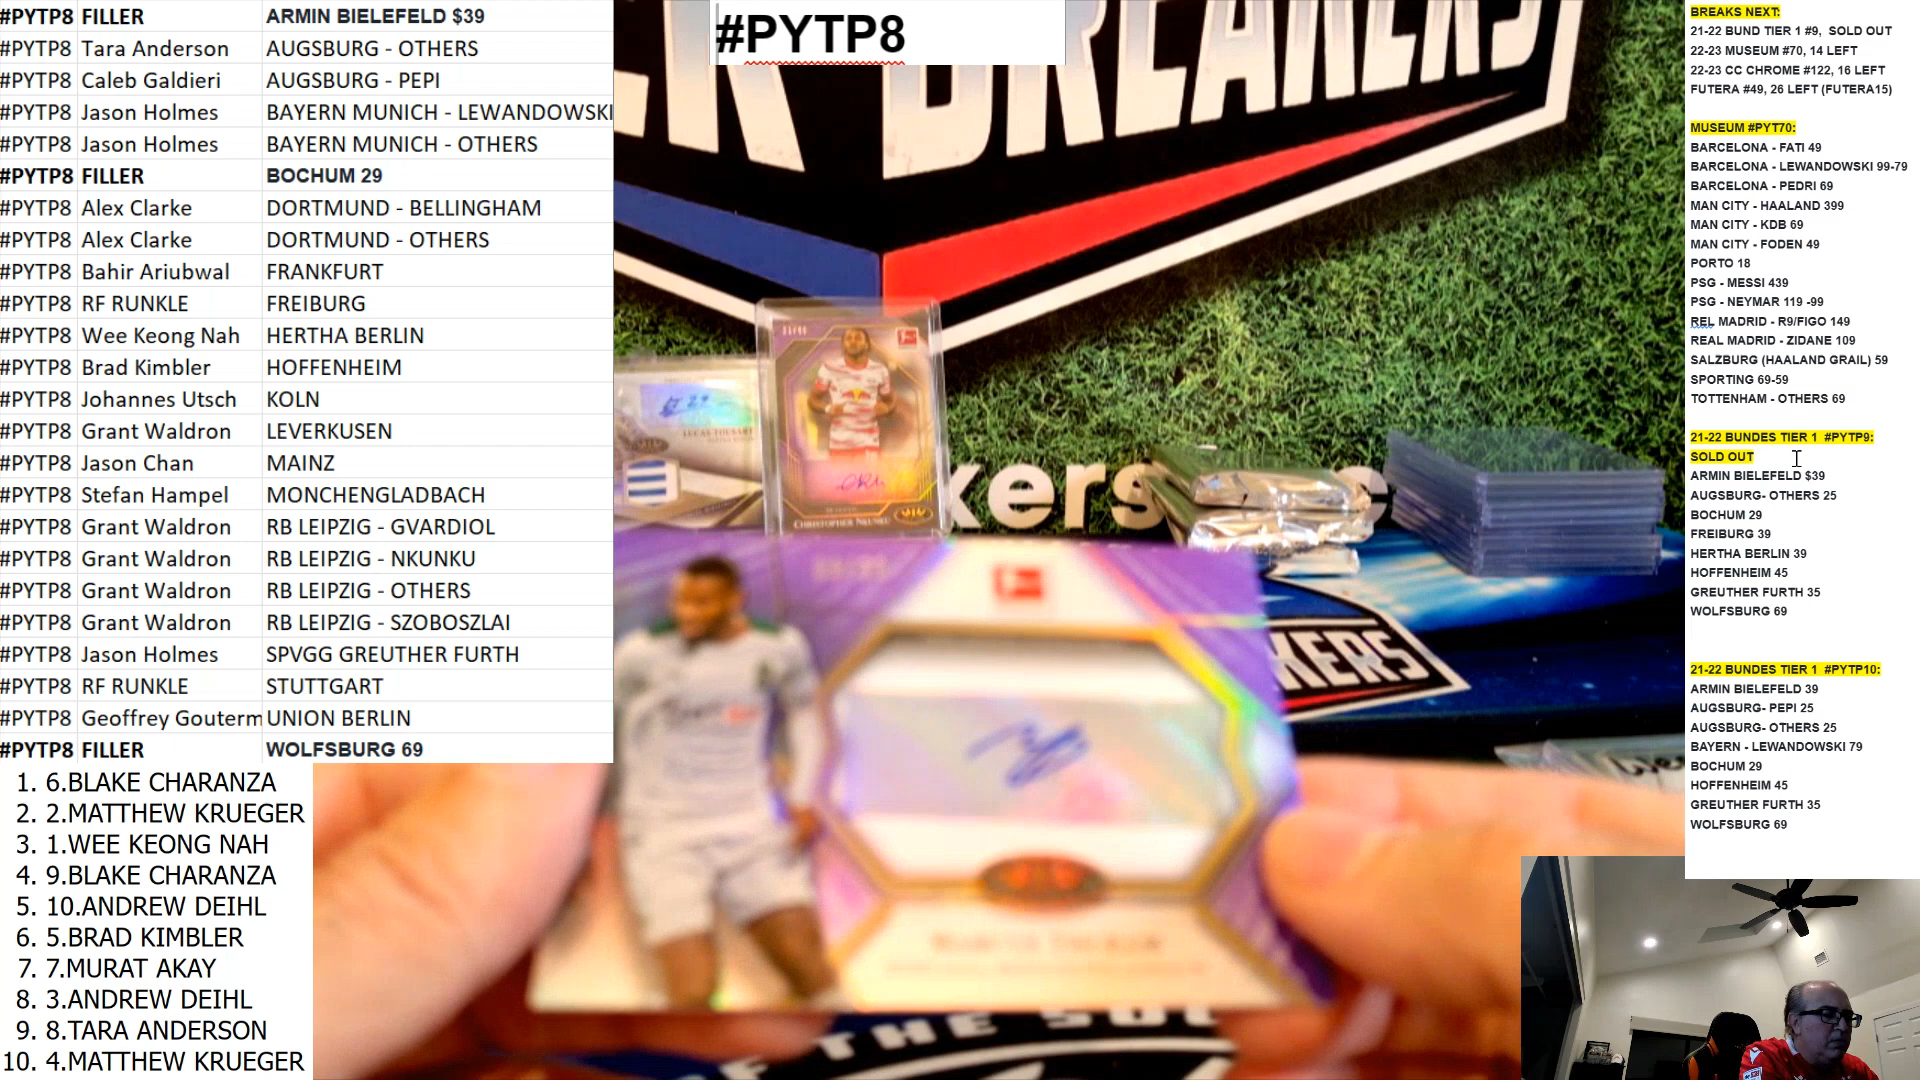 #PYTP8 FILLER ARMIN BIELEFELD $39
#PYTP8 Tara Anderson AUGSBURG - OTHERS
#PYTP8 Caleb Galdieri AUGSBURG - PEPI
#PYTP8 Jason Holmes BAYERN MUNICH - LEWANDOWSKI
#PYTP8 Jason Holmes BAYERN MUNICH - OTHERS
#PYTP8 FILLER BOCHUM 29
#PYTP8 Alex Clarke DORTMUND - BELLINGHAM
#PYTP8 Alex Clarke DORTMUND - OTHERS
#PYTP8 Bahir Ariubwal FRANKFURT
#PYTP8 RF RUNKLE FREIBURG
#PYTP8 Wee Keong Nah HERTHA BERLIN
#PYTP8 Brad Kimbler HOFFENHEIM
#PYTP8 Johannes Utsch KOLN
#PYTP8 Grant Waldron LEVERKUSEN
#PYTP8 Jason Chan MAINZ
#PYTP8 Stefan Hampel MONCHENGLADBACH
#PYTP8 Grant Waldron RB LEIPZIG - GVARDIOL
#PYTP8 Grant Waldron RB LEIPZIG - NKUNKU
#PYTP8 Grant Waldron RB LEIPZIG - OTHERS
#PYTP8 Grant Waldron RB LEIPZIG - SZOBOSZLAI
#PYTP8 Jason Holmes SPVGG GREUTHER FURTH
#PYTP8 RF RUNKLE STUTTGART
#PYTP8 Geoffrey Gouterm UNION BERLIN
#PYTP8 FILLER WOLFSBURG 69
1. 6.BLAKE CHARANZA
2. 2.MATTHEW KRUEGER
3. 1.WEE KEONG NAH
4. 9.BLAKE CHARANZA
5. 10.ANDREW DEIHL
6. 5.BRAD KIMBLER
7. 7.MURAT AKAY
8. 3.ANDREW DEIHL
9. 8.TARA ANDERSON
10. 4.MATTHEW KRUEGER
#PYTP8
BREAKERS
CHRISTOPHER NKUNKU
kers
KERS
THE SOC
BREAKS NEXT:
21-22 BUND TIER 1 #9, SOLD OUT
22-23 MUSEUM #70, 14 LEFT
22-23 CC CHROME #122, 16 LEFT
FUTERA #49, 26 LEFT (FUTERA15)
MUSEUM #PYT70:
BARCELONA - FATI 49
BARCELONA - LEWANDOWSKI 99-79
BARCELONA - PEDRI 69
MAN CITY - HAALAND 399
MAN CITY - KDB 69
MAN CITY - FODEN 49
PORTO 18
PSG - MESSI 439
PSG - NEYMAR 119 -99
REL MADRID - R9/FIGO 149
REAL MADRID - ZIDANE 109
SALZBURG (HAALAND GRAIL) 59
SPORTING 69-59
TOTTENHAM - OTHERS 69
21-22 BUNDES TIER 1 #PYTP9:
SOLD OUT
ARMIN BIELEFELD $39
AUGSBURG- OTHERS 25
BOCHUM 29
FREIBURG 39
HERTHA BERLIN 39
HOFFENHEIM 45
GREUTHER FURTH 35
WOLFSBURG 69
21-22 BUNDES TIER 1 #PYTP10:
ARMIN BIELEFELD 39
AUGSBURG- PEPI 25
AUGSBURG- OTHERS 25
BAYERN - LEWANDOWSKI 79
BOCHUM 29
HOFFENHEIM 45
GREUTHER FURTH 35
WOLFSBURG 69